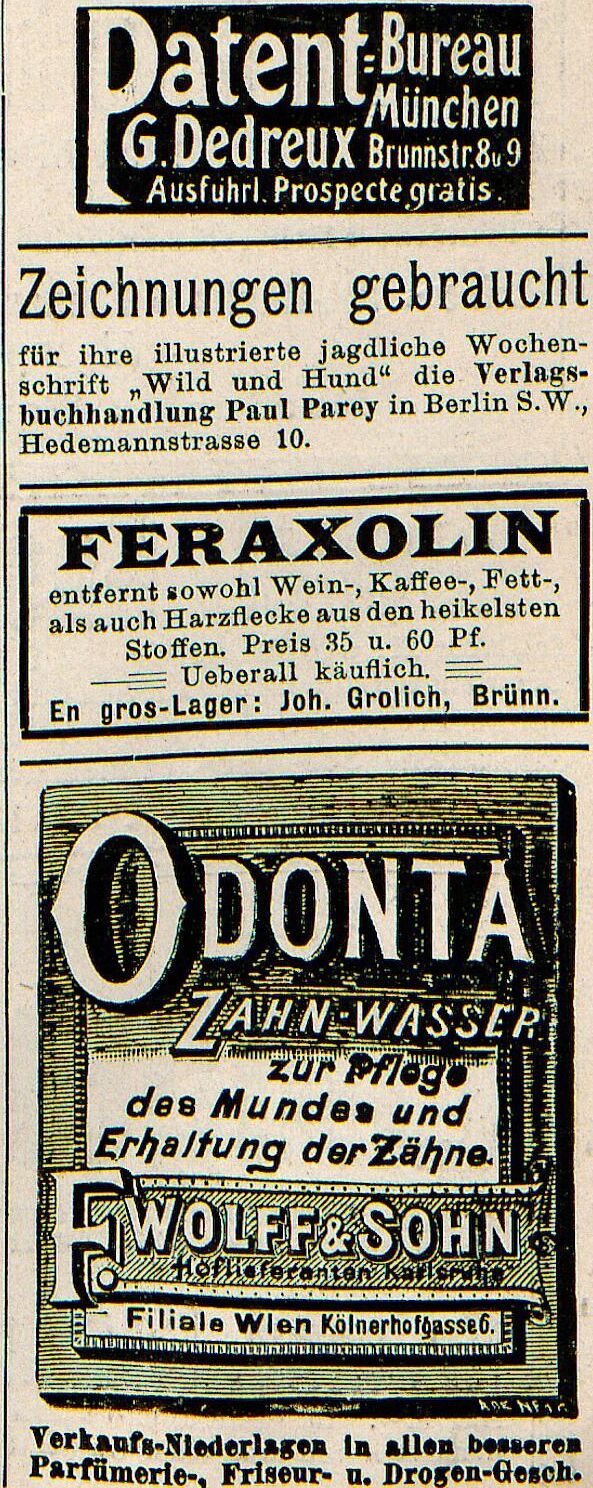 Patent-Bureau
München
G. Dedreux Brunnstr. 8 u 9
Ausführl. Prospecte gratis.
Zeichnungen gebraucht
für ihre illustrierte jagdliche Wochen-
schrift „Wild und Hund“ die Verlags-
buchhandlung Paul Parey in Berlin S.W.,
Hedemannstrasse 10.
FERAXOLIN
entfernt sowohl Wein-, Kaffee-, Fett-,
als auch Harzflecke aus den heikelsten
Stoffen. Preis 35 u. 60 Pf.
Ueberall käuflich.
En gros-Lager: Joh. Grolich, Brünn.
ODONTA
ZAHN-WASSER
zur Pflege
des Mundes und
Erhaltung der Zähne.
F. WOLFF & SOHN
Hoflieferanten Karlsruhe
Filiale Wien Kölnerhofgasse 6.
Verkaufs-Niederlagen in allen besseren
Parfümerie-, Friseur- u. Drogen-Gesch.